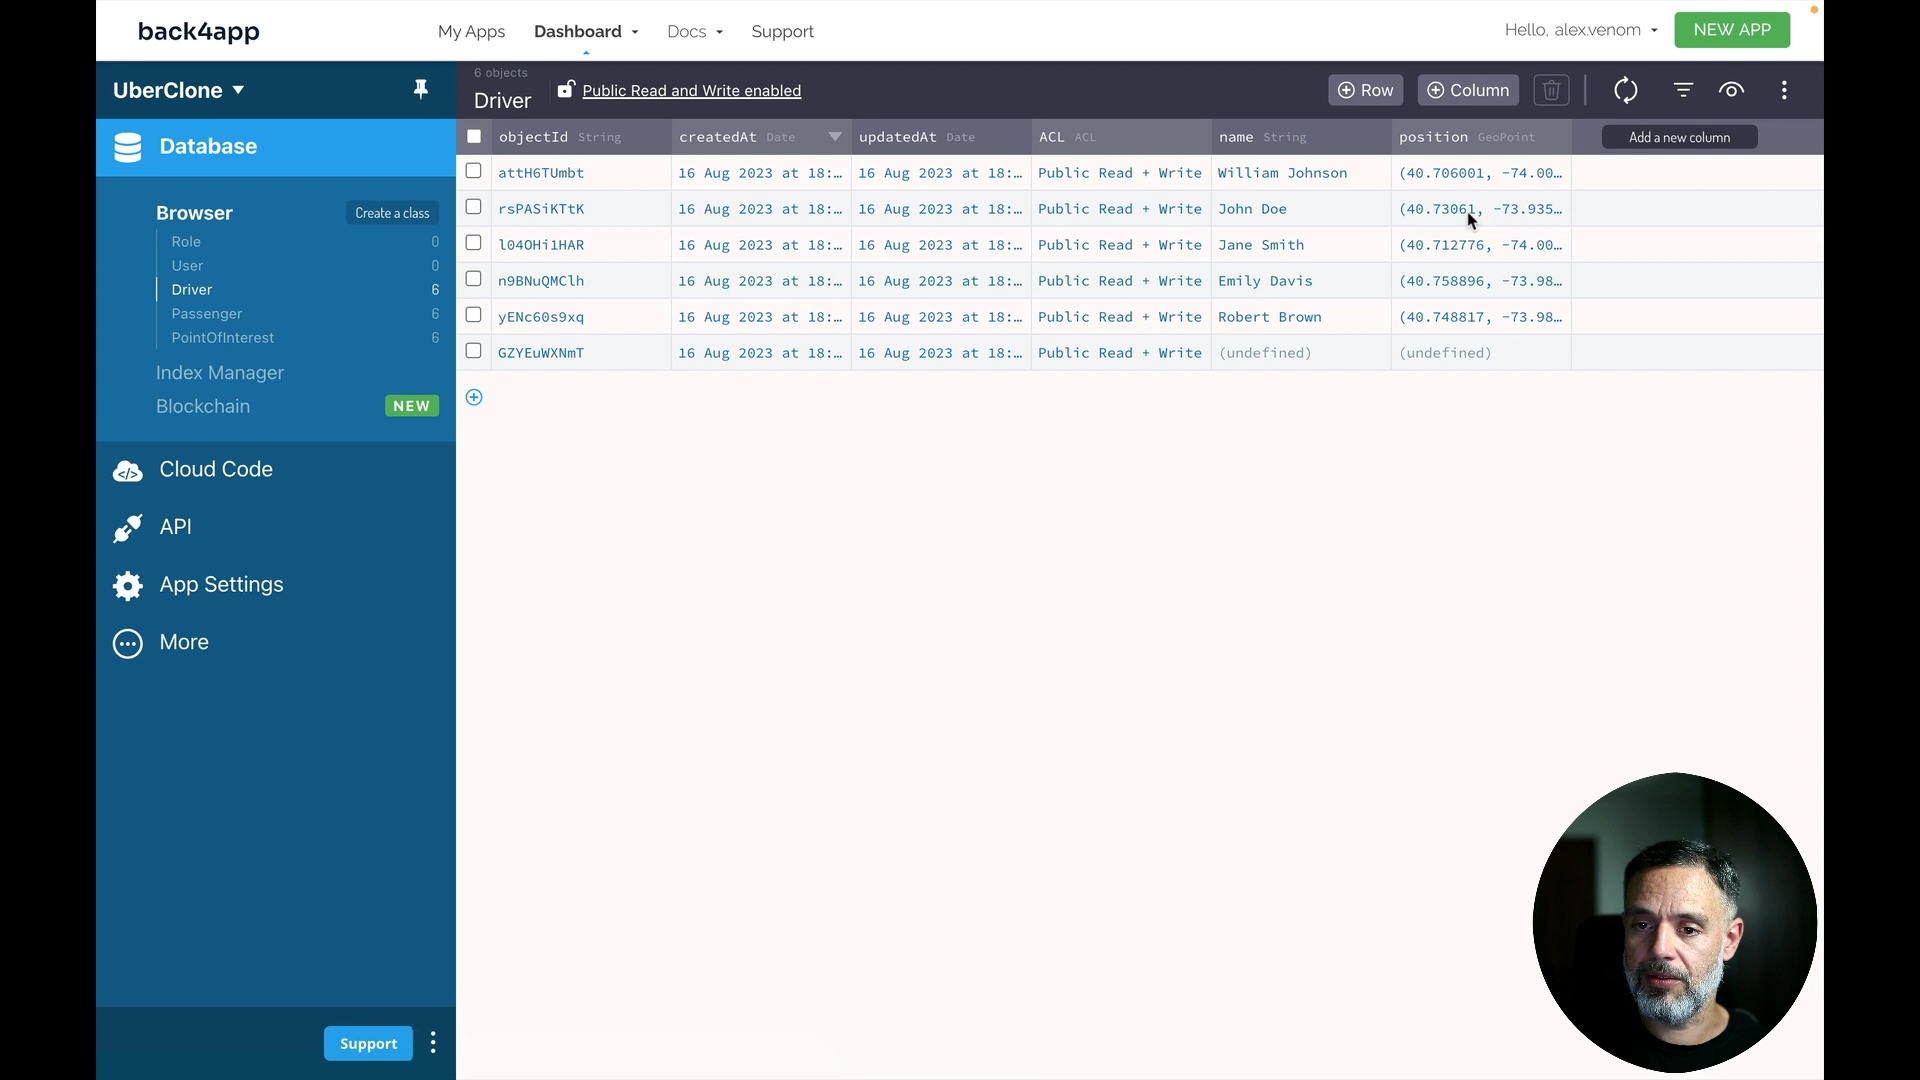 back4app
My Apps Dashboard Docs Support
Hello, alex.venom
NEW APP
UberClone
6 objects
Driver
Public Read and Write enabled
Row Column
Database
objectId String createdAt Date updatedAt Date ACL ACL name String position GeoPoint Add a new column
attH6TUmbt 16 Aug 2023 at 18:… 16 Aug 2023 at 18:… Public Read + Write William Johnson (40.706001, -74.00…
rsPASiKTtK 16 Aug 2023 at 18:… 16 Aug 2023 at 18:… Public Read + Write John Doe (40.73061, -73.935…
l04OHi1HAR 16 Aug 2023 at 18:… 16 Aug 2023 at 18:… Public Read + Write Jane Smith (40.712776, -74.00…
n9BNuQMClh 16 Aug 2023 at 18:… 16 Aug 2023 at 18:… Public Read + Write Emily Davis (40.758896, -73.98…
yENc60s9xq 16 Aug 2023 at 18:… 16 Aug 2023 at 18:… Public Read + Write Robert Brown (40.748817, -73.98…
GZYEuWXNmT 16 Aug 2023 at 18:… 16 Aug 2023 at 18:… Public Read + Write (undefined) (undefined)
Browser Create a class
Role 0
User 0
Driver 6
Passenger 6
PointOfInterest 6
Index Manager
Blockchain NEW
Cloud Code
API
App Settings
More
Support